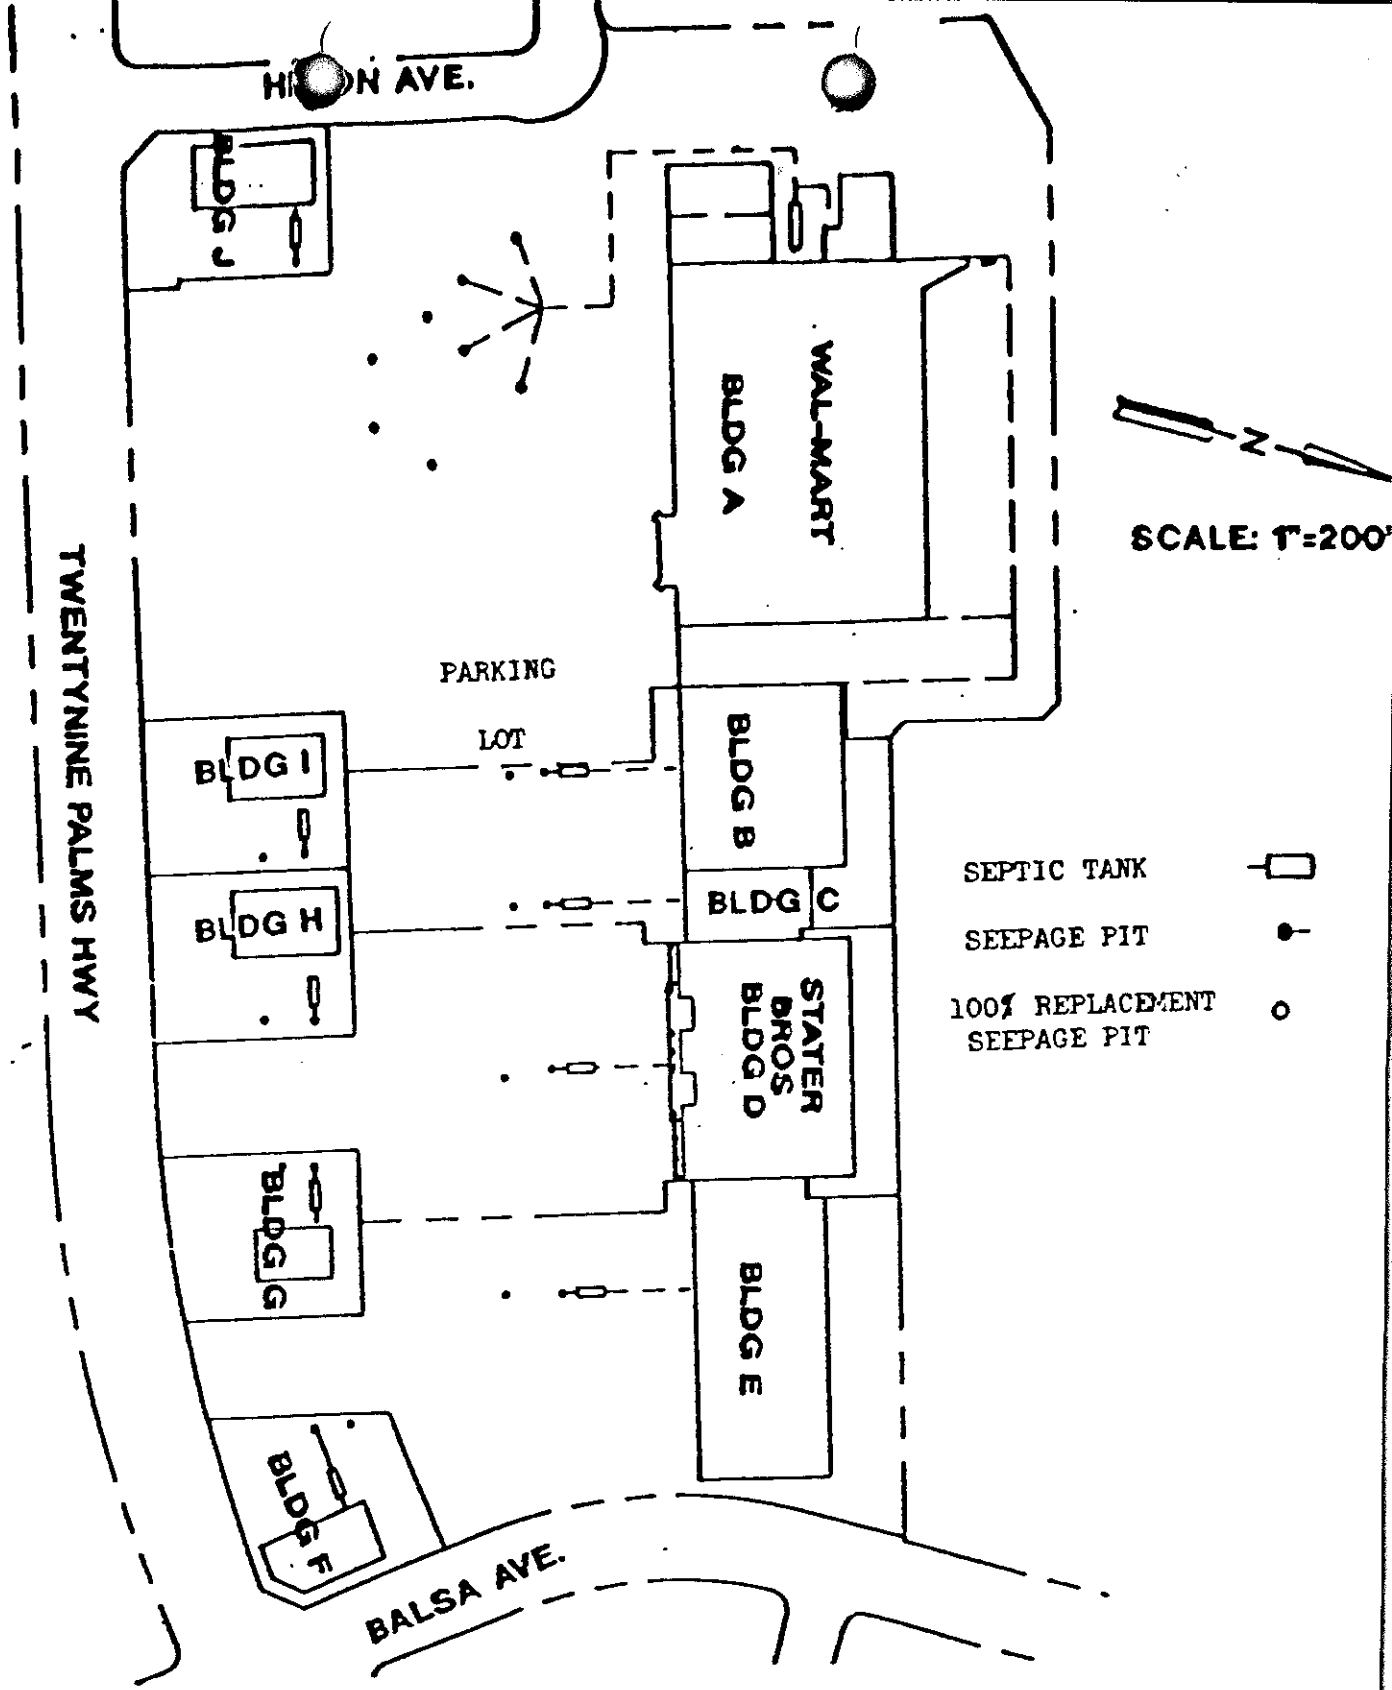 AVE.
BLDG J
WAL-MART
BLDG A
N
SCALE: 1"=200'
TWENTYNINE PALMS HWY
PARKING
LOT
BLDG I
BLDG B
SEPTIC TANK
BLDG H
BLDG C
SEEPAGE PIT
STATER
BROS
BLDG D
100% REPLACEMENT
SEEPAGE PIT
BLDG G
BLDG E
BLDG F
BALSA AVE.